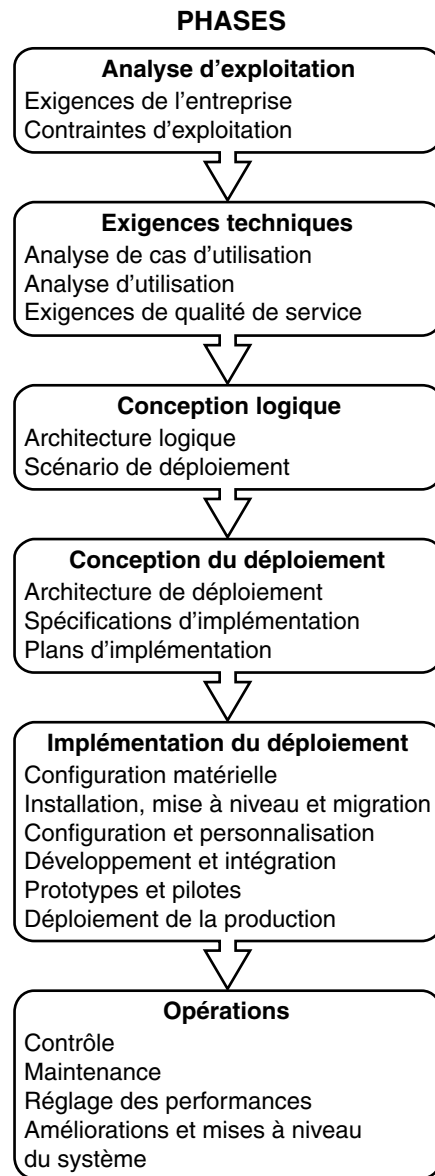 PHASES
Analyse d’exploitation
Exigences de l’entreprise
Contraintes d’exploitation
Exigences techniques
Analyse de cas d’utilisation
Analyse d’utilisation
Exigences de qualité de service
Conception logique
Architecture logique
Scénario de déploiement
Conception du déploiement
Architecture de déploiement
Spécifications d’implémentation
Plans d’implémentation
Implémentation du déploiement
Configuration matérielle
Installation, mise à niveau et migration
Configuration et personnalisation
Développement et intégration
Prototypes et pilotes
Déploiement de la production
Opérations
Contrôle
Maintenance
Réglage des performances
Améliorations et mises à niveau
du système